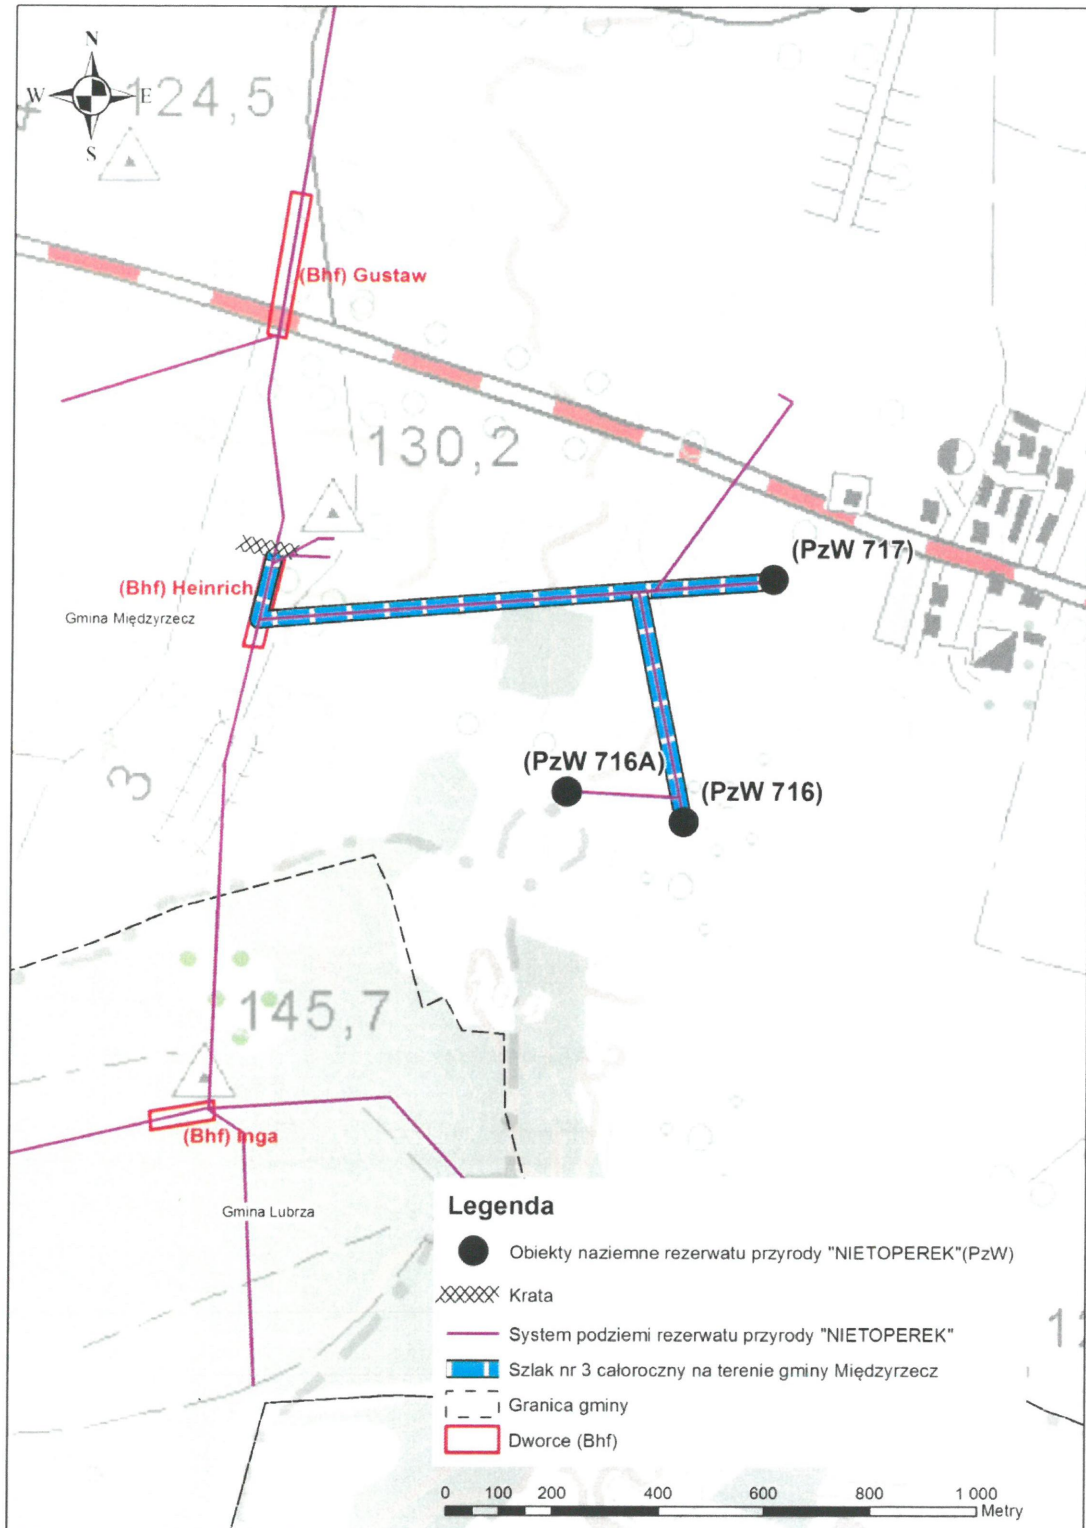 N
W E
S
124,5
(Bhf) Gustaw
130,2
(PzW 717)
(Bhf) Heinrich
Gmina Międzyrzecz
3
(PzW 716A)
(PzW 716)
145,7
(Bhf) Inga
Gmina Lubrza
Legenda
Obiekty naziemne rezerwatu przyrody "NIETOPEREK"(PzW)
Krata
System podziemi rezerwatu przyrody "NIETOPEREK"
Szlak nr 3 całoroczny na terenie gminy Międzyrzecz
Granica gminy
Dworce (Bhf)
0 100 200 400 600 800 1 000
Metry